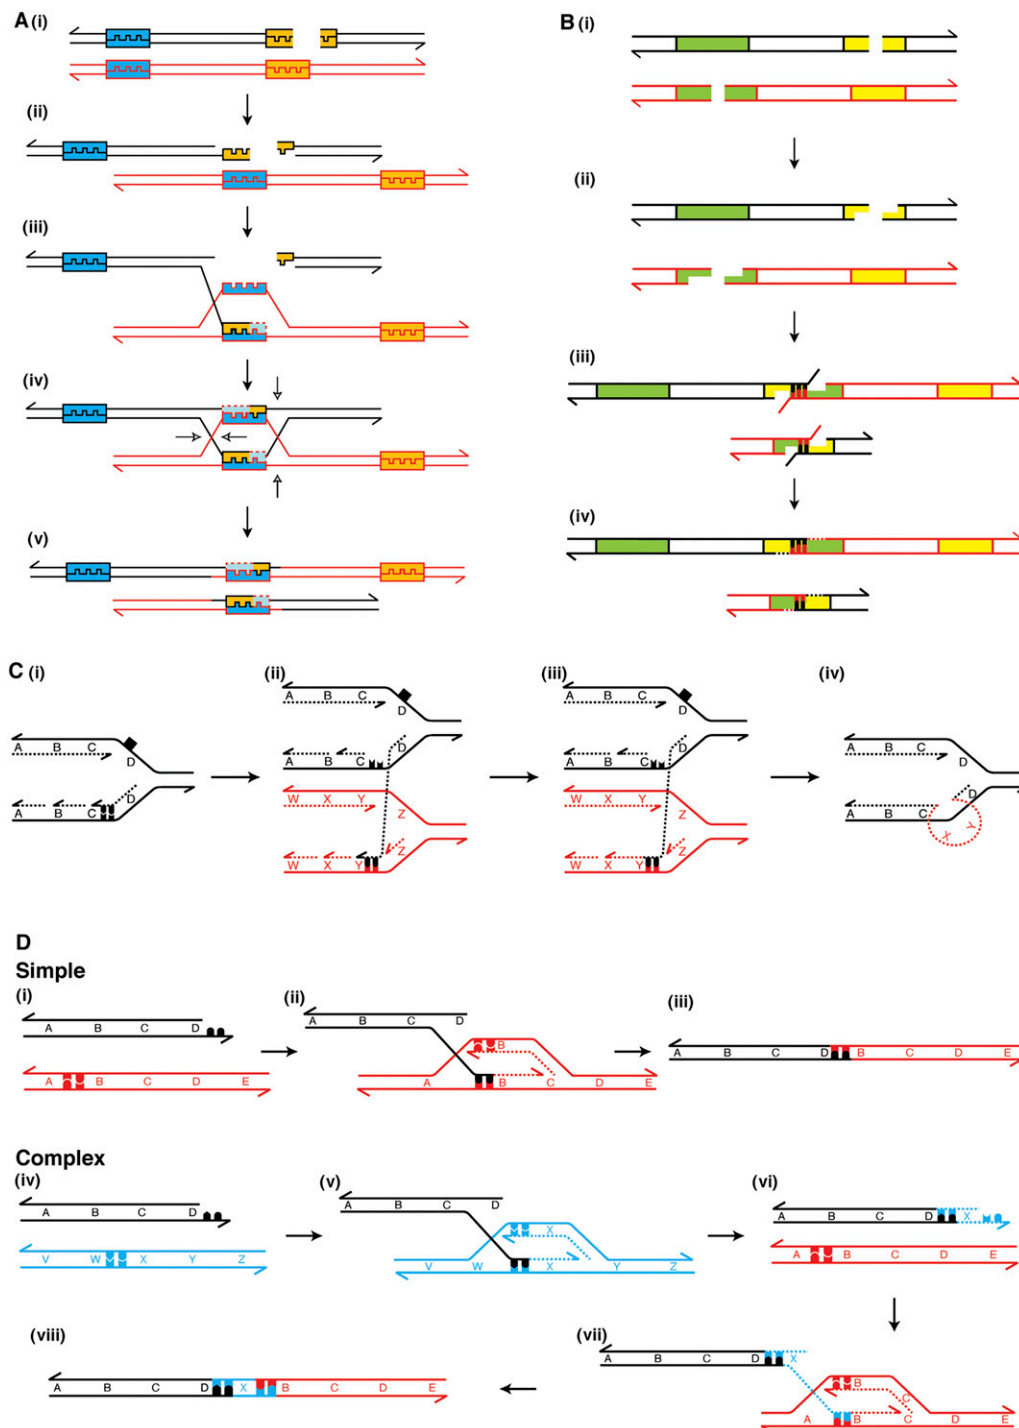 A (i)
(ii)
(iii)
(iv)
(v)
B (i)
(ii)
(iii)
(iv)
C (i)
A B C
D
D
A B C
(ii)
A B C
D
D
A B C
W X Y
Z
Z
W X Y
(iii)
A B C
D
D
A B C
W X Y
Z
Z
W X Y
(iv)
A B C
D
D
A B C
X Y
D
Simple
(i)
A B C D
A B C D E
(ii)
A B C D
B
A B C D E
(iii)
A B C D B C D E
Complex
(iv)
A B C D
V W X Y Z
(v)
A B C D
X
V W X Y Z
(vi)
A B C D X
A B C D E
(vii)
A B C D X
B
C
A B C D E
(viii)
A B C D X B C D E